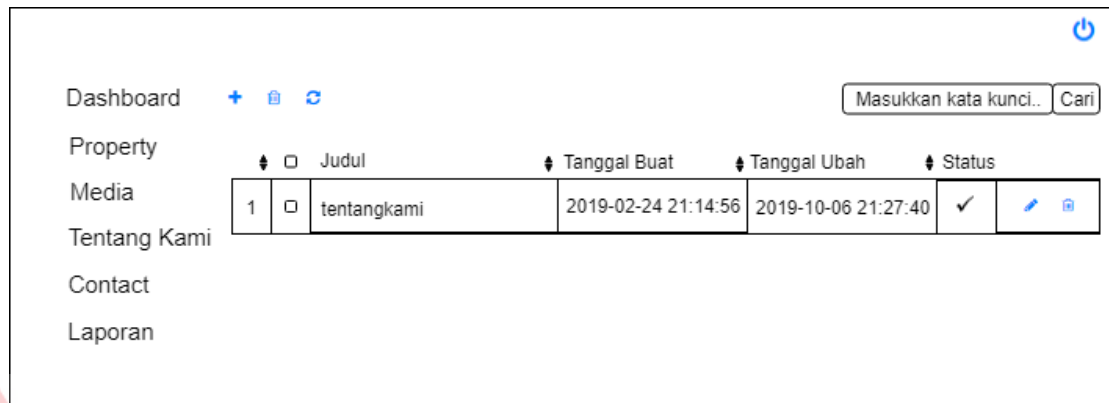 Dashboard
Masukkan kata kunci.. Cari
Property
Judul Tanggal Buat Tanggal Ubah Status
Media
1 tentangkami 2019-02-24 21:14:56 2019-10-06 21:27:40
Tentang Kami
Contact
Laporan